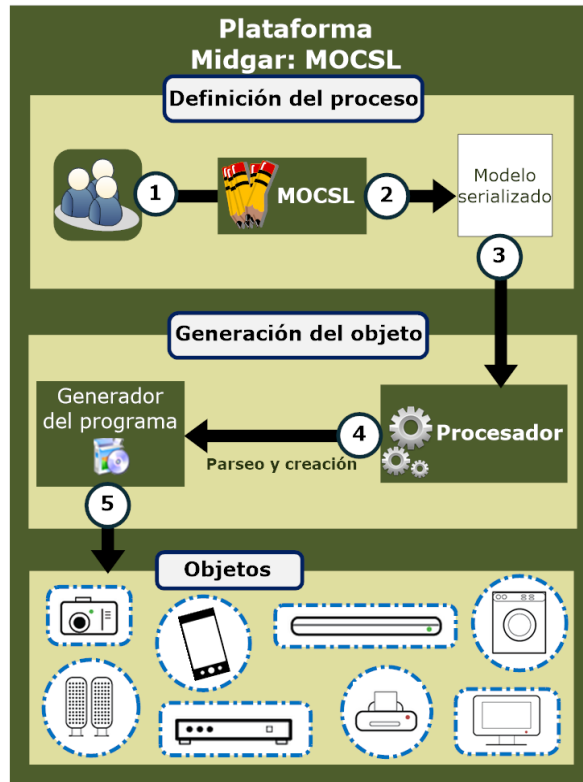 Plataforma
Midgar: MOCSL
Definición del proceso
1
MOCSL
2
Modelo
serializado
3
Generación del objeto
Generador
del programa
4
Procesador
Parseo y creación
5
Objetos